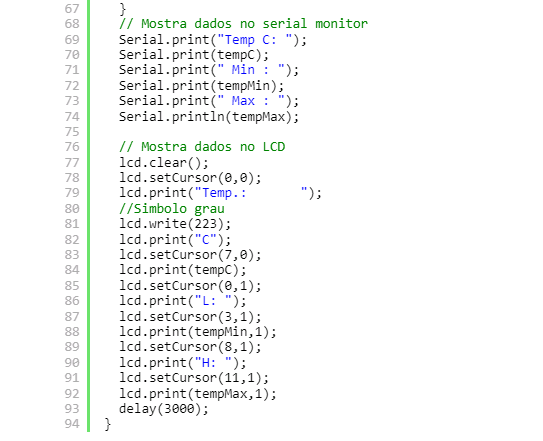 67 }
68 // Mostra dados no serial monitor
69 Serial.print("Temp C: ");
70 Serial.print(tempC);
71 Serial.print(" Min : ");
72 Serial.print(tempMin);
73 Serial.print(" Max : ");
74 Serial.println(tempMax);
75
76 // Mostra dados no LCD
77 lcd.clear();
78 lcd.setCursor(0,0);
79 lcd.print("Temp.:       ");
80 //Simbolo grau
81 lcd.write(223);
82 lcd.print("C");
83 lcd.setCursor(7,0);
84 lcd.print(tempC);
85 lcd.setCursor(0,1);
86 lcd.print("L: ");
87 lcd.setCursor(3,1);
88 lcd.print(tempMin,1);
89 lcd.setCursor(8,1);
90 lcd.print("H: ");
91 lcd.setCursor(11,1);
92 lcd.print(tempMax,1);
93 delay(3000);
94 }